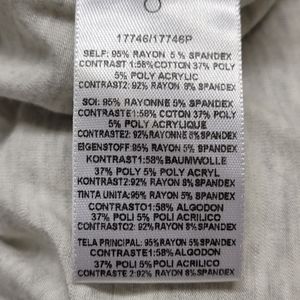 17746/17746P
SELF: 95% RAYON 5% SPANDEX
CONTRAST 1:58%COTTON 37% POLY
5% POLY ACRYLIC
CONTRAST2: 92% RAYON 8% SPANDEX
SOI: 95% RAYONNE 5% SPANDEX
CONTRASTE1:58% COTON 37% POLY
5% POLY ACRYLIQUE
CONTRASTE2: 92%RAYONNE 8% SPANDEX
EIGENSTOFF:95% RAYON 5% SPANDEX
KONTRAST1:58%BAUMWOLLE
37% POLY 5% POLY ACRYL
KONTRAST2:92% RAYON 8% SPANDEX
TINTA UNITA:95% RAYON 5% SPANDEX
CONTRASTO1:58% ALGODON
37% POLI 5% POLI ACRILICO
CONTRASTO2: 92% RAYON 8% SPANDEX
TELA PRINCIPAL: 95% RAYON 5% SPANDEX
CONTRASTE1:58% ALGODON
37% POLI 5% POLI ACRILICO
CONTRASTE 2:92% RAYON 8% SPANDEX